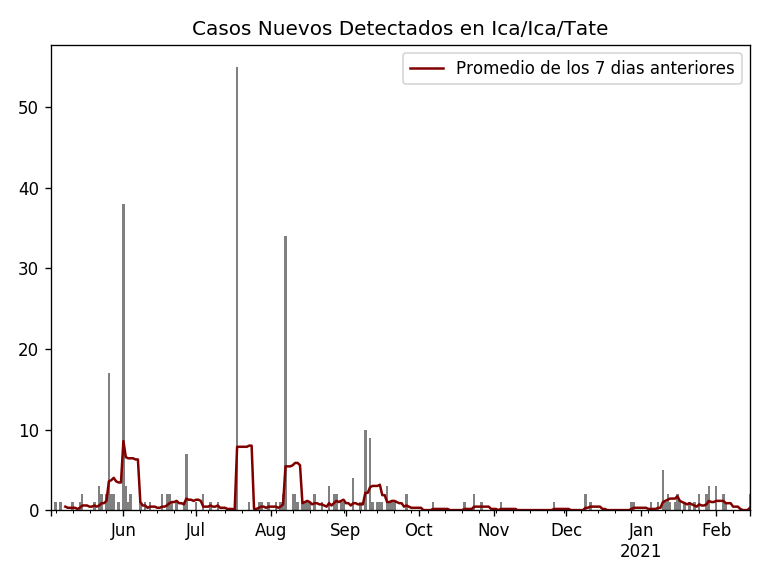 Casos Nuevos Detectados en Ica/Ica/Tate
Promedio de los 7 dias anteriores
50
40
30
20
10
0
Jun Jul Aug Sep Oct Nov Dec Jan Feb
2021